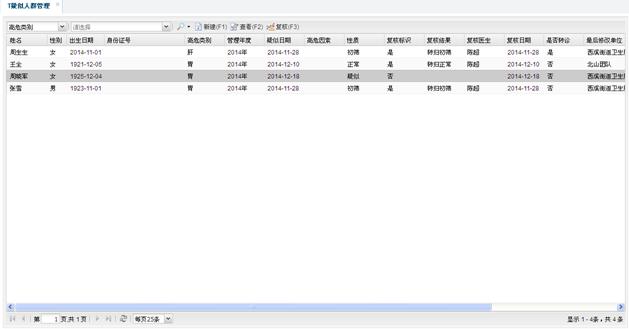 T疑似人群管理
高危类别 请选择 新建(F1) 查看(F2) 复核(F3)
姓名 性别 出生日期 身份证号 高危类别 管理年度 疑似日期 高危因素 性质 复核标识 复核结果 复核医生 复核日期 是否转诊 最后修改单位
周生生 女 2014-11-01 肝 2014年 2014-11-28 初筛 是 转归初筛 陈超 2014-11-28 是 西溪街道卫生
王尘 女 1921-12-05 胃 2014年 2014-12-10 正常 是 转归正常 陈超 2014-12-10 否 北山团队
周晓军 女 1925-12-04 胃 2014年 2014-12-18 疑似 否 2014-12-18 否 西溪街道卫生
张雪 男 1923-11-01 胃 2014年 2014-11-28 初筛 是 转归初筛 陈超 2014-11-28 否 西溪街道卫生
第 1 页,共 1 页 每页25条 显示 1 - 4条，共 4 条